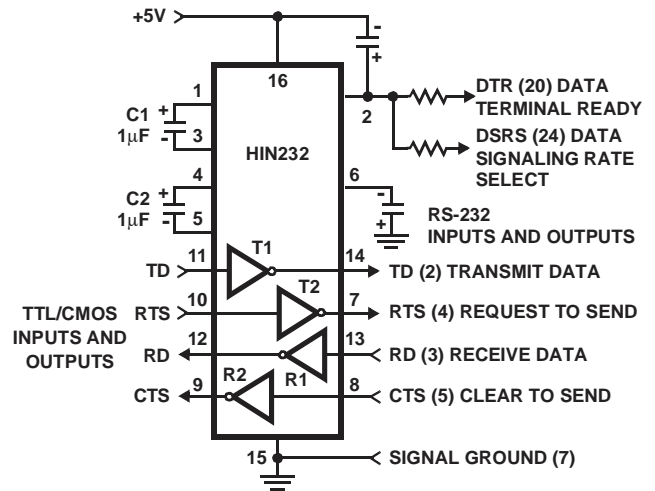 +5V
-
+
16
1
C1 +
1μF -
3
HIN232
2
DTR (20) DATA
TERMINAL READY
DSRS (24) DATA
SIGNALING RATE
SELECT
4
C2 +
1μF -
5
6
-
+
RS-232
INPUTS AND OUTPUTS
TD 11 T1 14 TD (2) TRANSMIT DATA
RTS 10 T2 7 RTS (4) REQUEST TO SEND
TTL/CMOS
INPUTS AND
OUTPUTS
RD 12 R1 13 RD (3) RECEIVE DATA
CTS 9 R2 8 CTS (5) CLEAR TO SEND
15 SIGNAL GROUND (7)